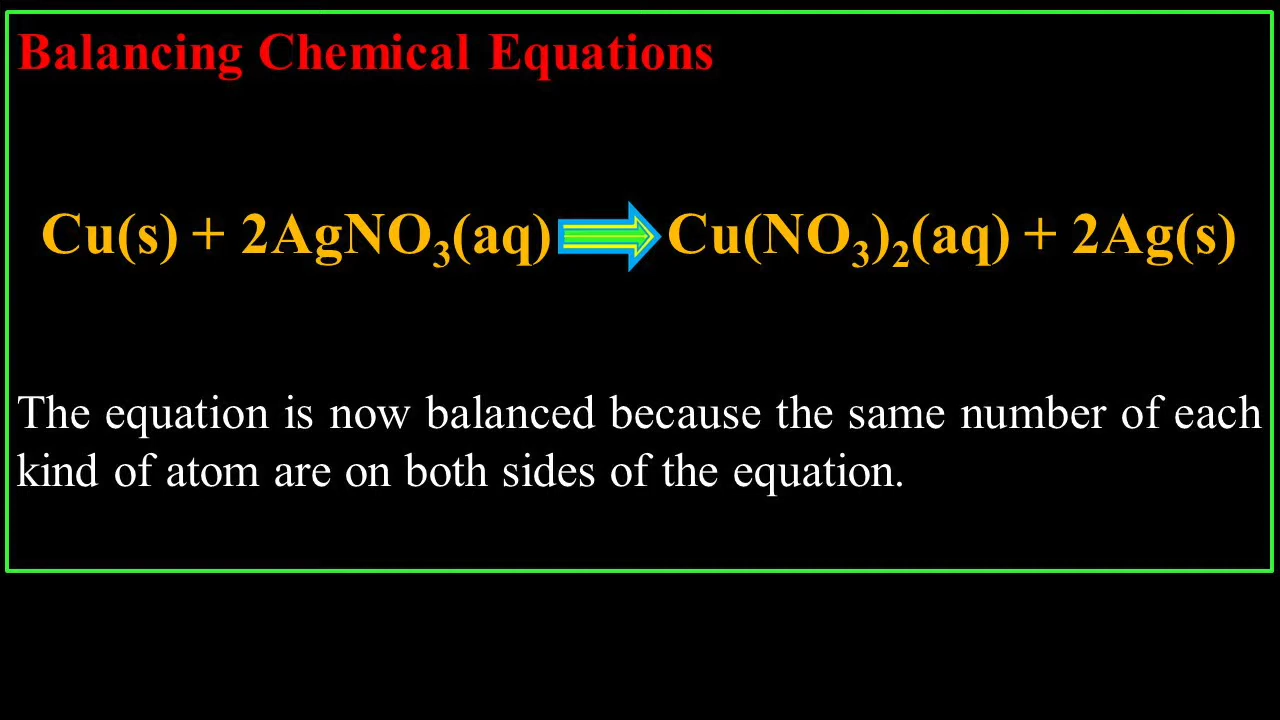 Balancing Chemical Equations
Cu(s) + 2AgNO₃(aq) ⇨ Cu(NO₃)₂(aq) + 2Ag(s)
The equation is now balanced because the same number of each
kind of atom are on both sides of the equation.